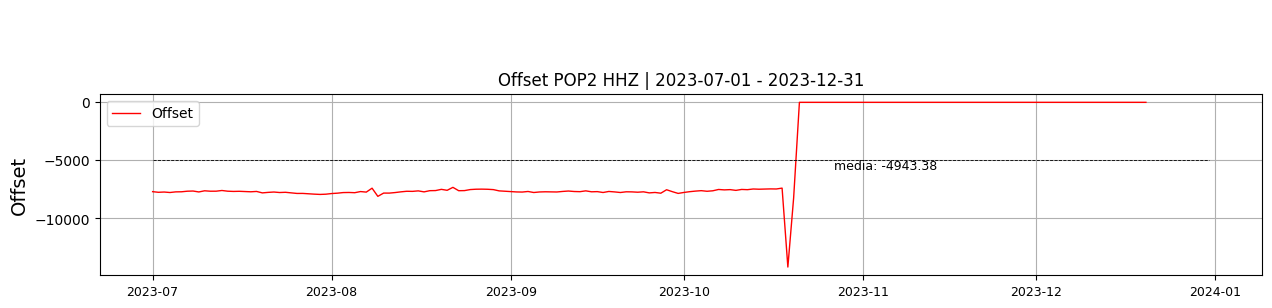 Offset POP2 HHZ | 2023-07-01 - 2023-12-31
Offset
Offset
0
−5000
−10000
media: -4943.38
2023-07
2023-08
2023-09
2023-10
2023-11
2023-12
2024-01